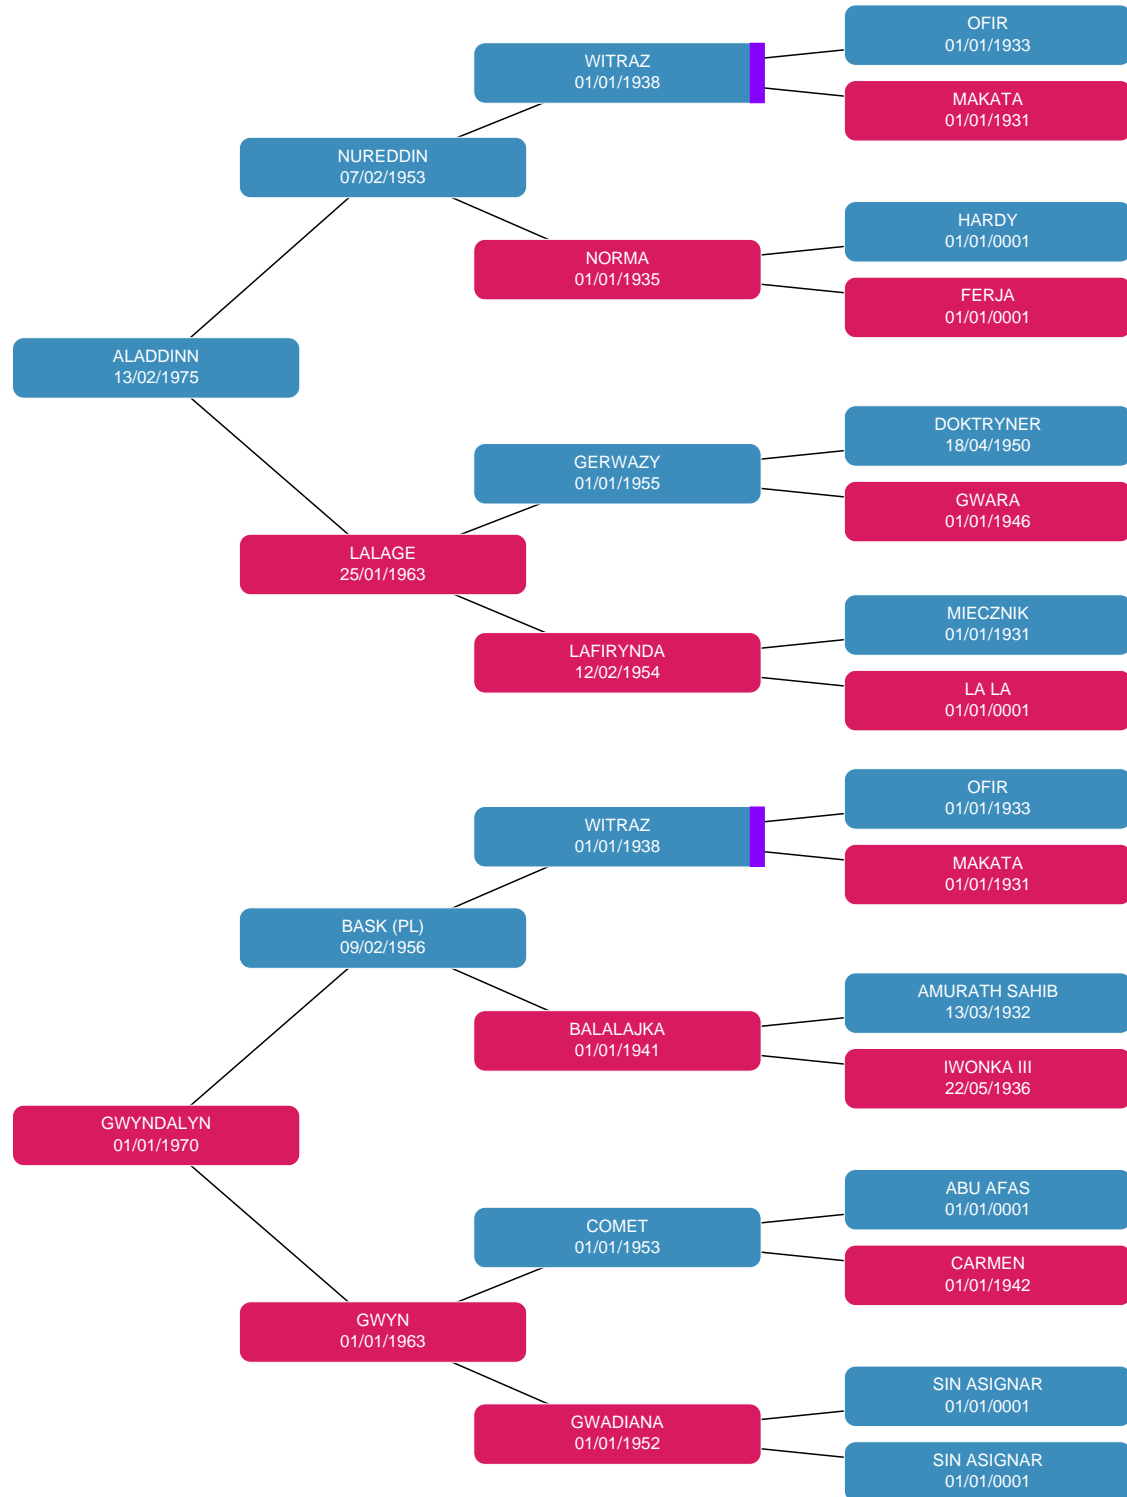 OFIR
01/01/1933
WITRAZ
01/01/1938
MAKATA
01/01/1931
NUREDDIN
07/02/1953
HARDY
01/01/0001
NORMA
01/01/1935
FERJA
01/01/0001
ALADDINN
13/02/1975
DOKTRYNER
18/04/1950
GERWAZY
01/01/1955
GWARA
01/01/1946
LALAGE
25/01/1963
MIECZNIK
01/01/1931
LAFIRYNDA
12/02/1954
LA LA
01/01/0001
OFIR
01/01/1933
WITRAZ
01/01/1938
MAKATA
01/01/1931
BASK (PL)
09/02/1956
AMURATH SAHIB
13/03/1932
BALALAJKA
01/01/1941
IWONKA III
22/05/1936
GWYNDALYN
01/01/1970
ABU AFAS
01/01/0001
COMET
01/01/1953
CARMEN
01/01/1942
GWYN
01/01/1963
SIN ASIGNAR
01/01/0001
GWADIANA
01/01/1952
SIN ASIGNAR
01/01/0001